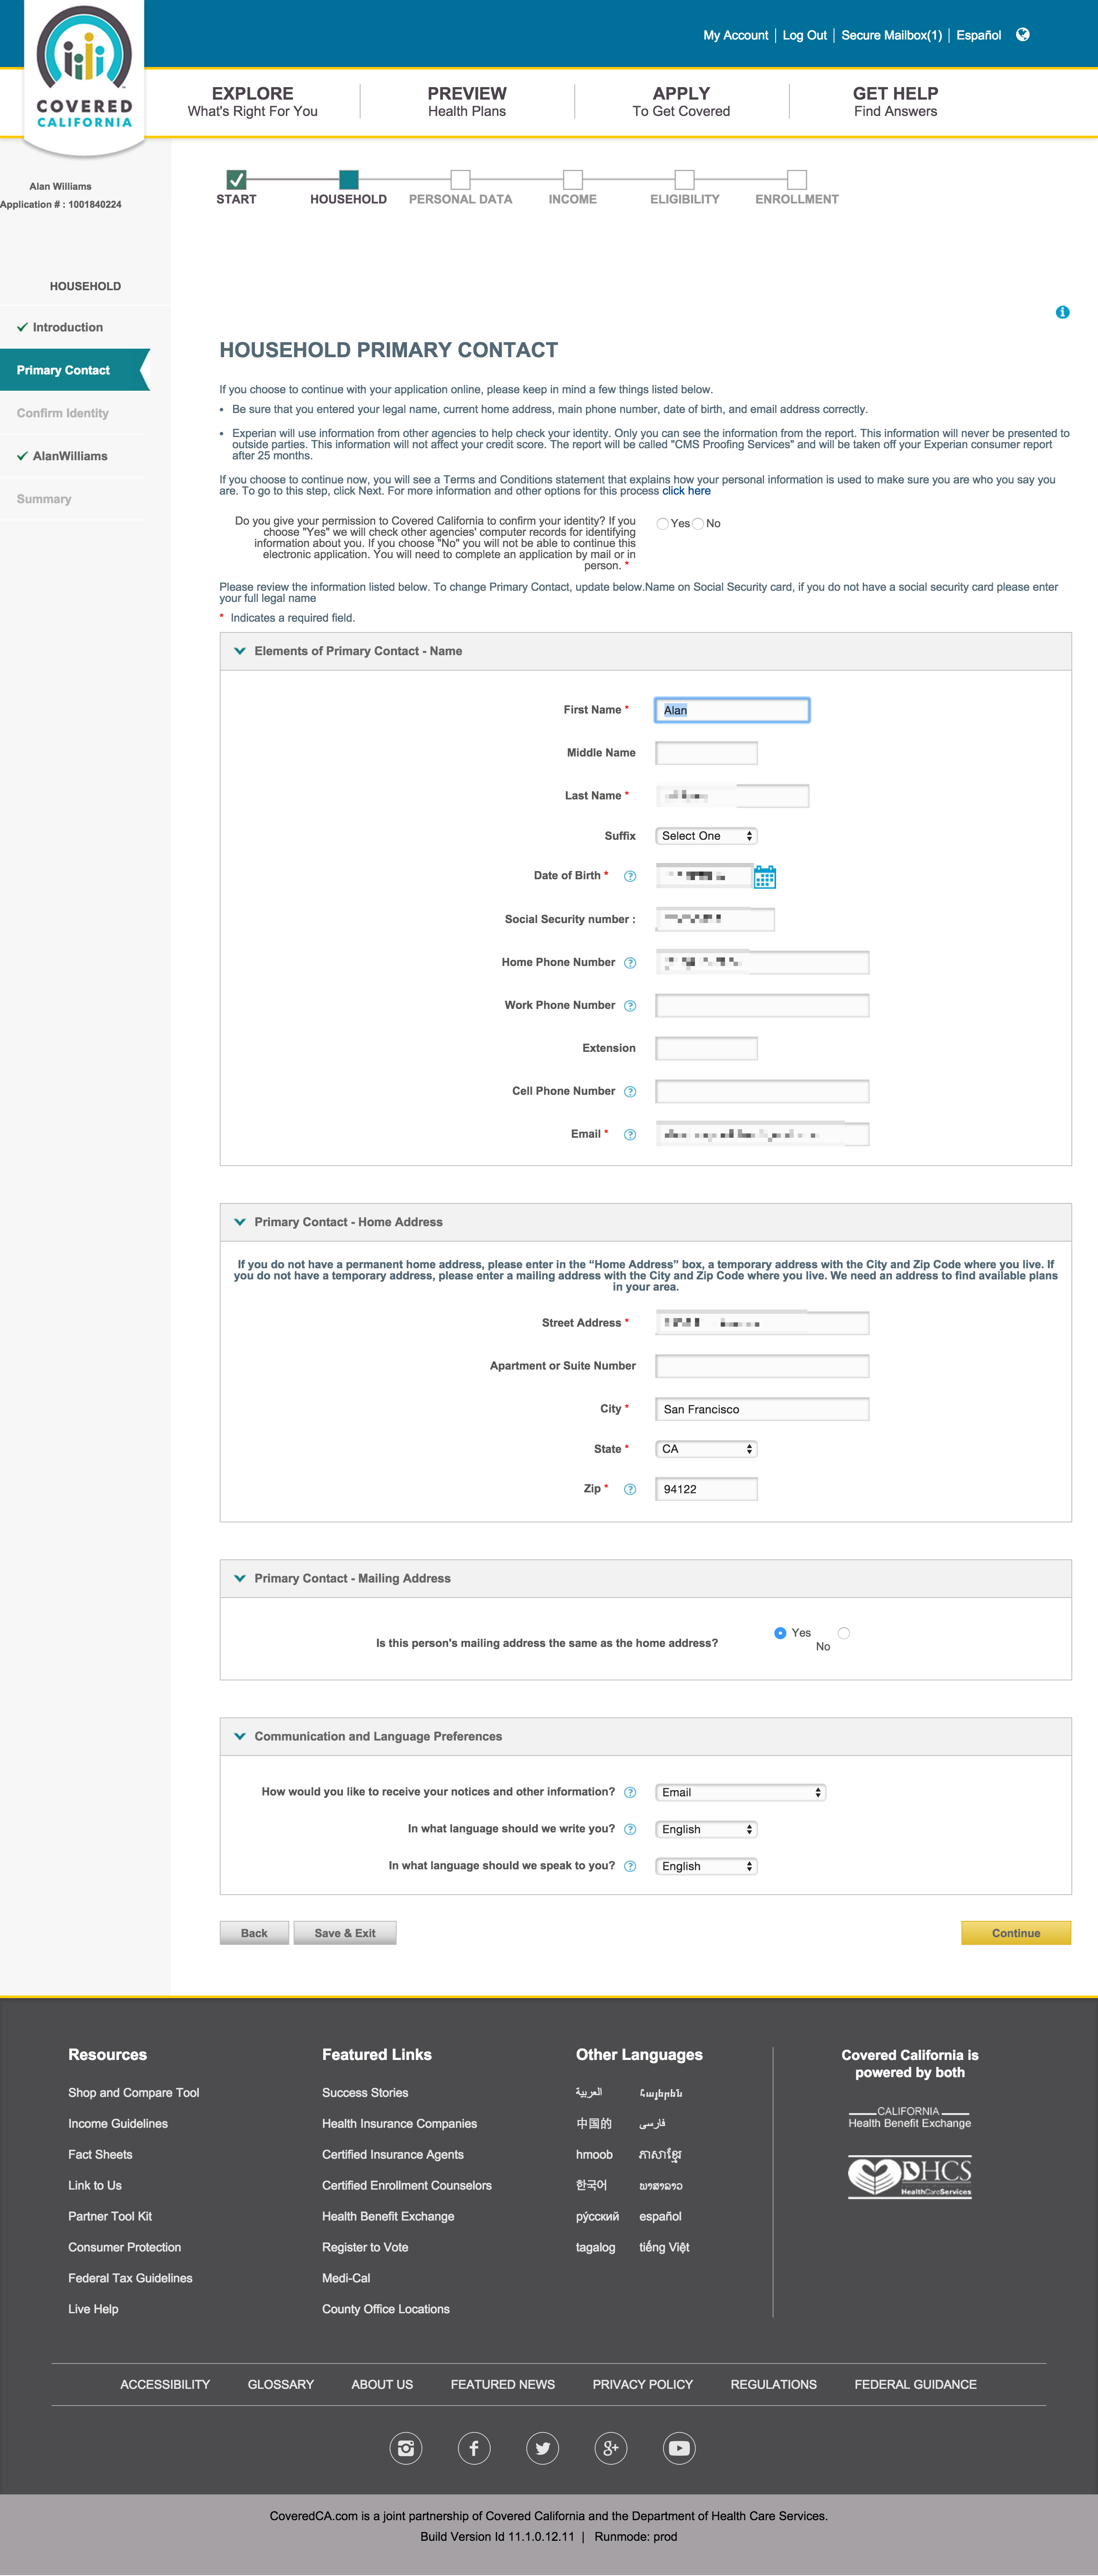 My Account | Log Out | Secure Mailbox(1) | Español
COVERED
CALIFORNIA
EXPLORE
What's Right For You
PREVIEW
Health Plans
APPLY
To Get Covered
GET HELP
Find Answers
Alan Williams
Application # : 1001840224
START
HOUSEHOLD
PERSONAL DATA
INCOME
ELIGIBILITY
ENROLLMENT
HOUSEHOLD
Introduction
Primary Contact
Confirm Identity
AlanWilliams
Summary
HOUSEHOLD PRIMARY CONTACT
If you choose to continue with your application online, please keep in mind a few things listed below.
• Be sure that you entered your legal name, current home address, main phone number, date of birth, and email address correctly.
• Experian will use information from other agencies to help check your identity. Only you can see the information from the report. This information will never be presented to
outside parties. This information will not affect your credit score. The report will be called "CMS Proofing Services" and will be taken off your Experian consumer report
after 25 months.
If you choose to continue now, you will see a Terms and Conditions statement that explains how your personal information is used to make sure you are who you say you
are. To go to this step, click Next. For more information and other options for this process click here
Do you give your permission to Covered California to confirm your identity? If you
choose "Yes" we will check other agencies' computer records for identifying
information about you. If you choose "No" you will not be able to continue this
electronic application. You will need to complete an application by mail or in
person. *
Yes No
Please review the information listed below. To change Primary Contact, update below.Name on Social Security card, if you do not have a social security card please enter
your full legal name
* Indicates a required field.
Elements of Primary Contact - Name
First Name * Alan
Middle Name
Last Name *
Suffix Select One
Date of Birth *
Social Security number :
Home Phone Number
Work Phone Number
Extension
Cell Phone Number
Email *
Primary Contact - Home Address
If you do not have a permanent home address, please enter in the “Home Address” box, a temporary address with the City and Zip Code where you live. If
you do not have a temporary address, please enter a mailing address with the City and Zip Code where you live. We need an address to find available plans
in your area.
Street Address *
Apartment or Suite Number
City * San Francisco
State * CA
Zip * 94122
Primary Contact - Mailing Address
Is this person's mailing address the same as the home address? Yes
No
Communication and Language Preferences
How would you like to receive your notices and other information? Email
In what language should we write you? English
In what language should we speak to you? English
Back
Save & Exit
Continue
Resources
Shop and Compare Tool
Income Guidelines
Fact Sheets
Link to Us
Partner Tool Kit
Consumer Protection
Federal Tax Guidelines
Live Help
Featured Links
Success Stories
Health Insurance Companies
Certified Insurance Agents
Certified Enrollment Counselors
Health Benefit Exchange
Register to Vote
Medi-Cal
County Office Locations
Other Languages
العربية Հայերեն
中国的 فارسی
hmoob ភាសាខ្មែរ
한국어 ພາສາລາວ
ру́сский español
tagalog tiếng Việt
Covered California is
powered by both
CALIFORNIA
Health Benefit Exchange
DHCS
HealthCareServices
ACCESSIBILITY GLOSSARY ABOUT US FEATURED NEWS PRIVACY POLICY REGULATIONS FEDERAL GUIDANCE
CoveredCA.com is a joint partnership of Covered California and the Department of Health Care Services.
Build Version Id 11.1.0.12.11 | Runmode: prod